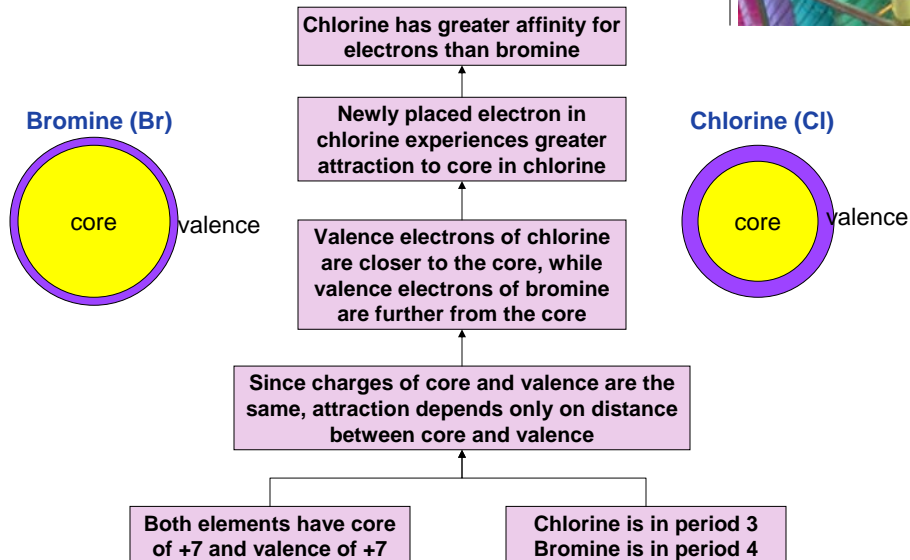 Chlorine has greater affinity for
electrons than bromine
Bromine (Br)
core
valence
Newly placed electron in
chlorine experiences greater
attraction to core in chlorine
Chlorine (Cl)
core
valence
Valence electrons of chlorine
are closer to the core, while
valence electrons of bromine
are further from the core
Since charges of core and valence are the
same, attraction depends only on distance
between core and valence
Both elements have core
of +7 and valence of +7
Chlorine is in period 3
Bromine is in period 4